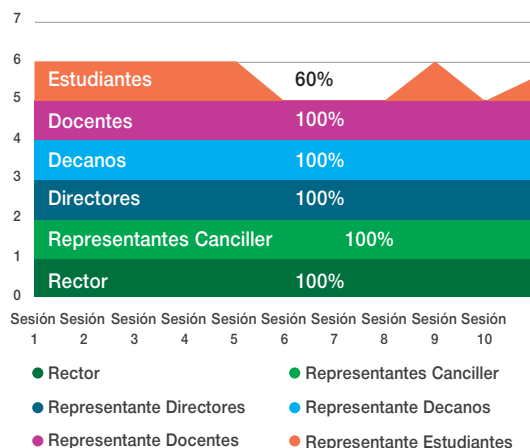 7
6
Estudiantes 60%
5
Docentes 100%
4
Decanos 100%
3
Directores 100%
2
Representantes Canciller 100%
1
Rector 100%
0
Sesión Sesión Sesión Sesión Sesión Sesión Sesión Sesión Sesión Sesión
1 2 3 4 5 6 7 8 9 10
Rector
Representantes Canciller
Representante Directores
Representante Decanos
Representante Docentes
Representante Estudiantes